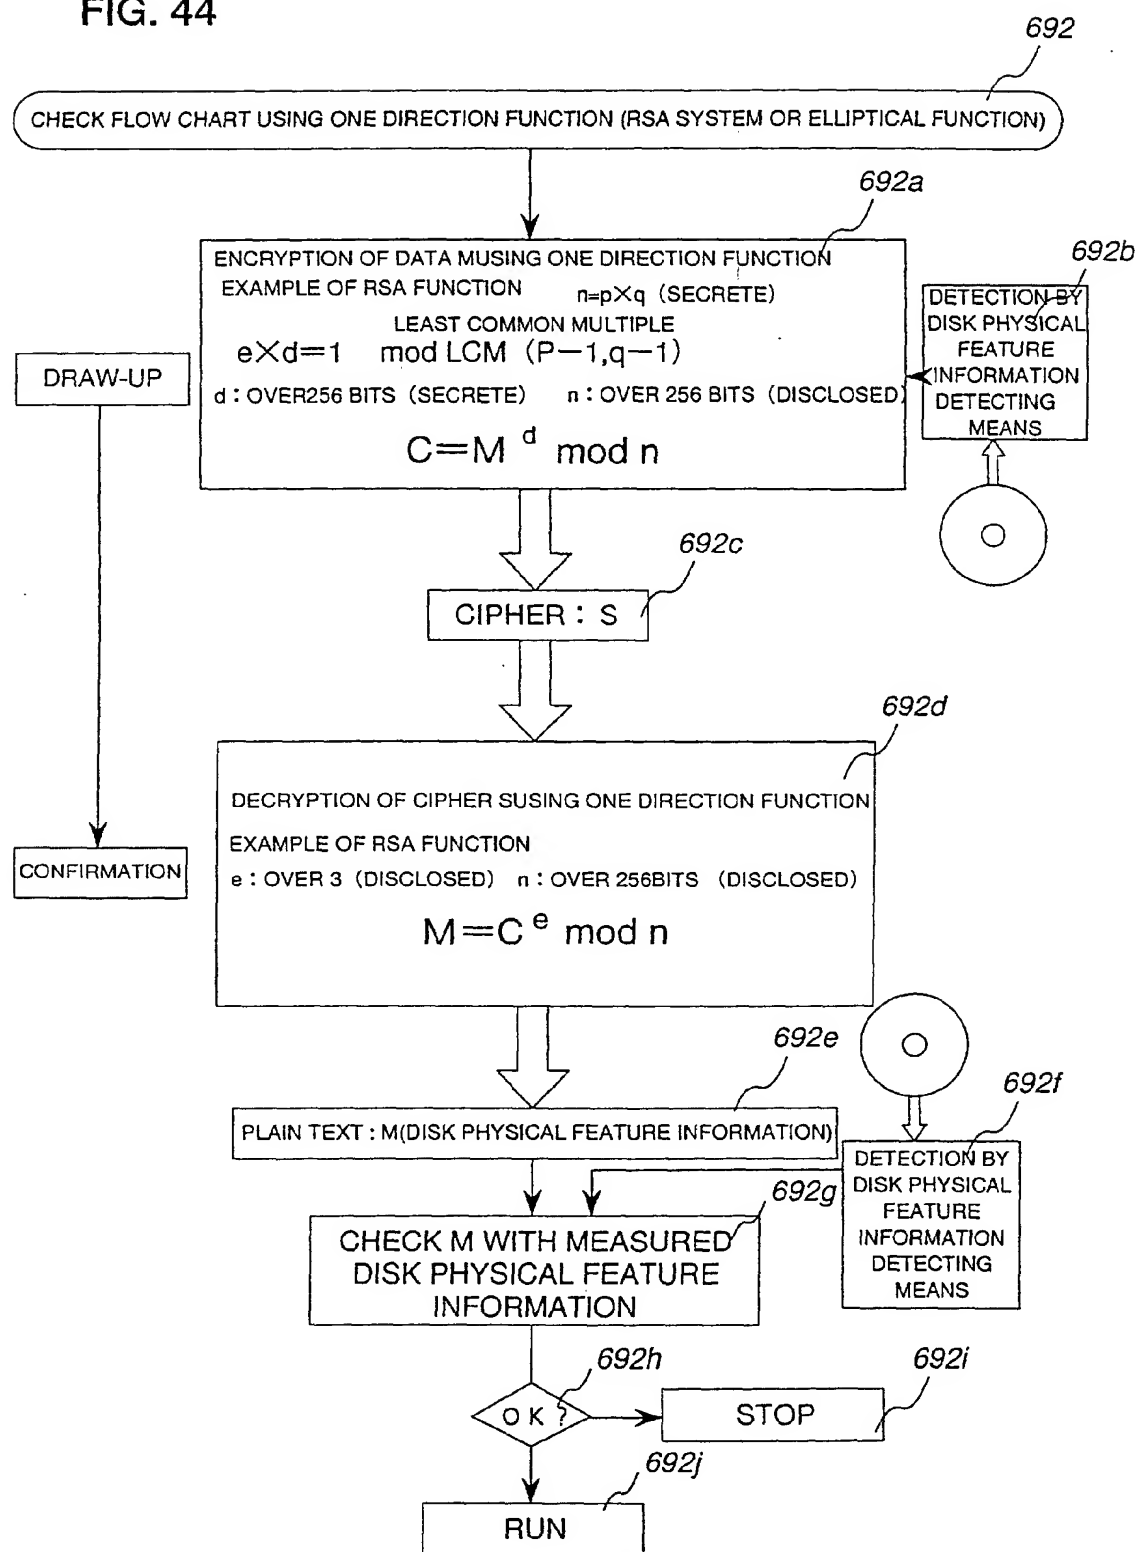 FIG. 44
692
CHECK FLOW CHART USING ONE DIRECTION FUNCTION (RSA SYSTEM OR ELLIPTICAL FUNCTION)
692a
ENCRYPTION OF DATA MUSING ONE DIRECTION FUNCTION
EXAMPLE OF RSA FUNCTION n=p×q (SECRETE)
LEAST COMMON MULTIPLE
e×d=1 mod LCM (P-1,q-1)
d : OVER256 BITS (SECRETE) n : OVER 256 BITS (DISCLOSED)
C=M d mod n
692b
DETECTION BY
DISK PHYSICAL
FEATURE
INFORMATION
DETECTING
MEANS
DRAW-UP
692c
CIPHER : S
692d
DECRYPTION OF CIPHER SUSING ONE DIRECTION FUNCTION
EXAMPLE OF RSA FUNCTION
e : OVER 3 (DISCLOSED) n : OVER 256BITS (DISCLOSED)
M=C e mod n
CONFIRMATION
692e
PLAIN TEXT : M(DISK PHYSICAL FEATURE INFORMATION)
692f
DETECTION BY
DISK PHYSICAL
FEATURE
INFORMATION
DETECTING
MEANS
692g
CHECK M WITH MEASURED
DISK PHYSICAL FEATURE
INFORMATION
692h
OK ?
692i
STOP
692j
RUN